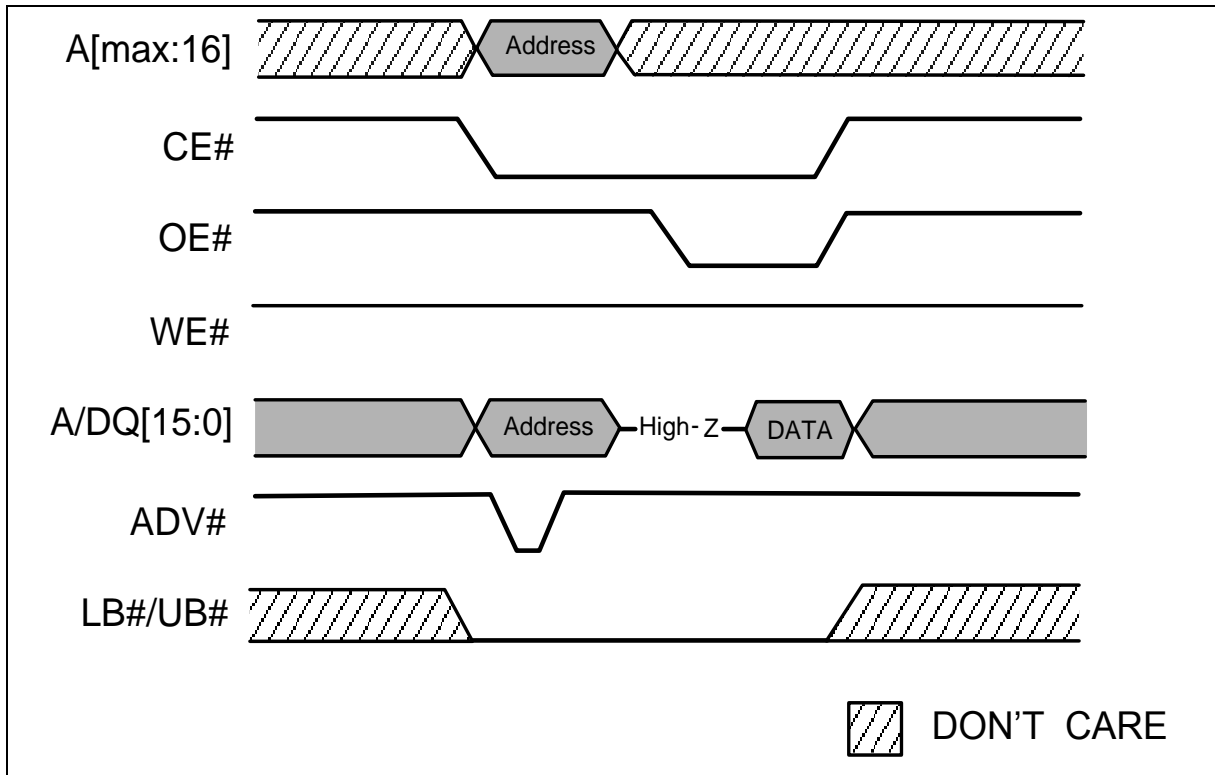 A[max:16] Address
CE#
OE#
WE#
A/DQ[15:0] Address High-Z DATA
ADV#
LB#/UB#
DON'T CARE